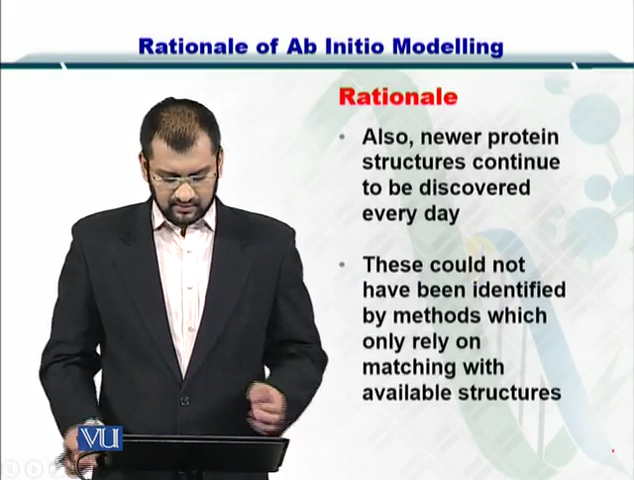 Rationale of Ab Initio Modelling
Rationale
• Also, newer protein
structures continue
to be discovered
every day
• These could not
have been identified
by methods which
only rely on
matching with
available structures
VU